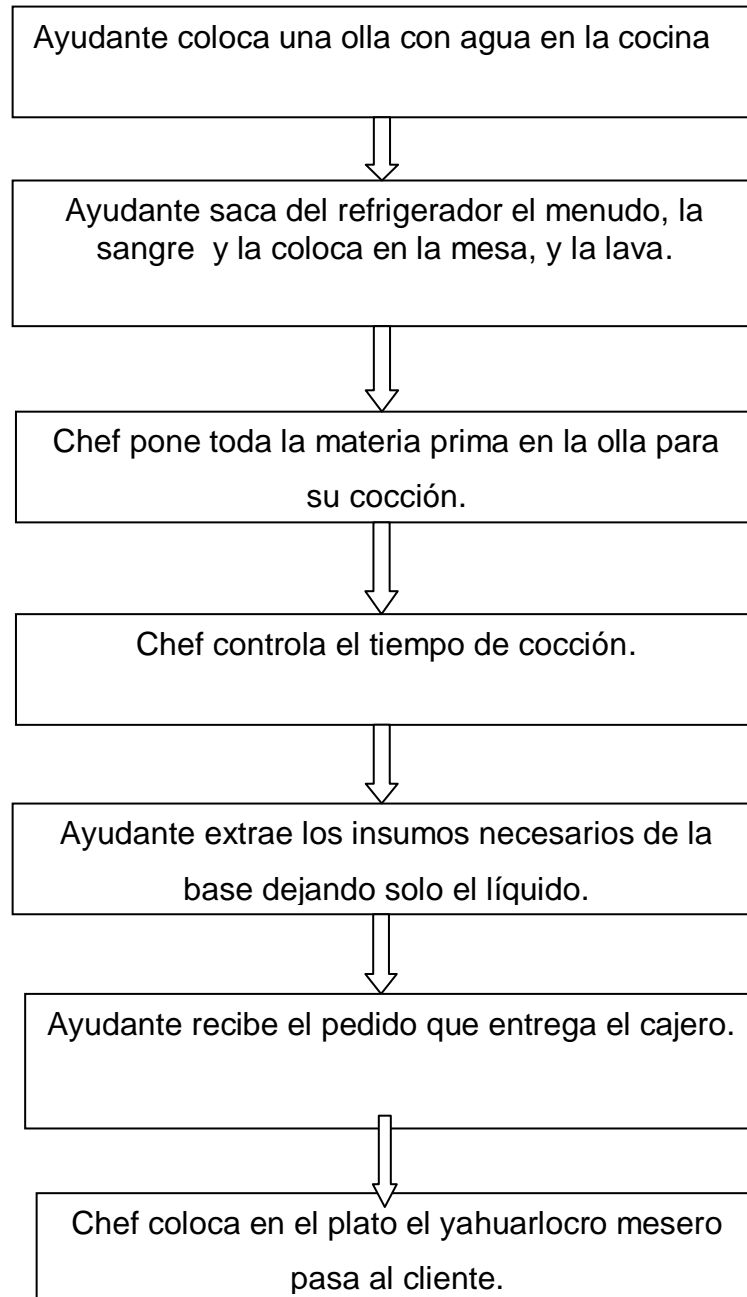 Ayudante coloca una olla con agua en la cocina
Ayudante saca del refrigerador el menudo, la
sangre y la coloca en la mesa, y la lava.
Chef pone toda la materia prima en la olla para
su cocción.
Chef controla el tiempo de cocción.
Ayudante extrae los insumos necesarios de la
base dejando solo el líquido.
Ayudante recibe el pedido que entrega el cajero.
Chef coloca en el plato el yahuarlocro mesero
pasa al cliente.